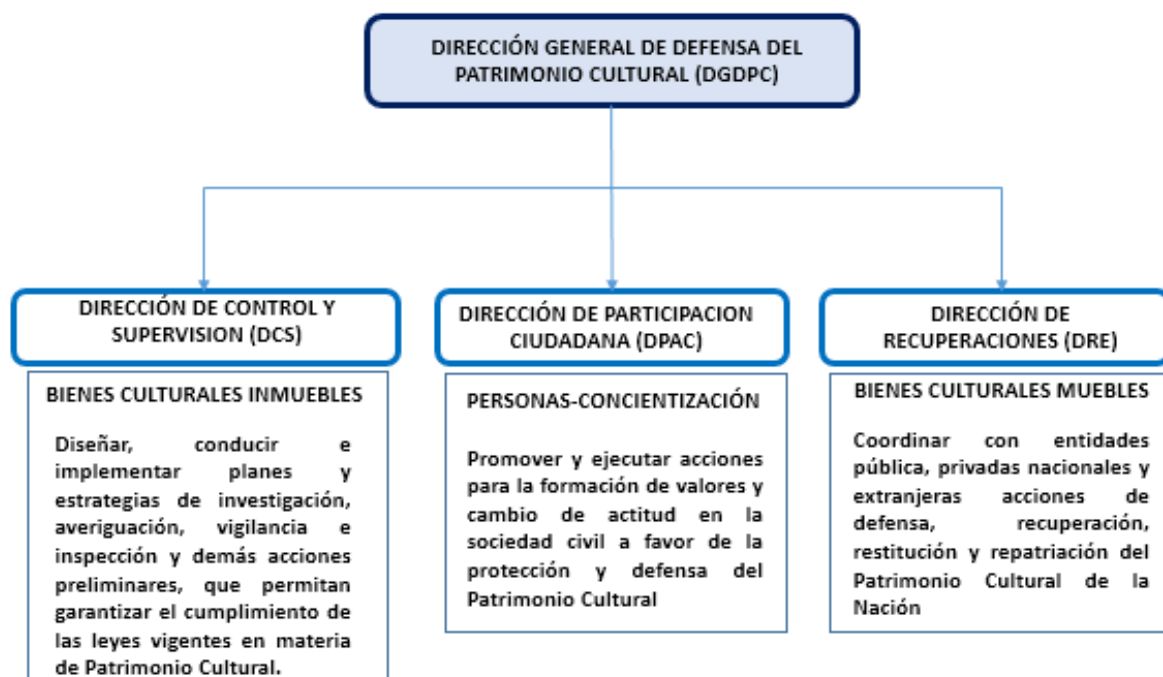 DIRECCIÓN GENERAL DE DEFENSA DEL
PATRIMONIO CULTURAL (DGDPC)
DIRECCIÓN DE CONTROL Y
SUPERVISION (DCS)
BIENES CULTURALES INMUEBLES
Diseñar, conducir e
implementar planes y
estrategias de investigación,
averiguación, vigilancia e
inspección y demás acciones
preliminares, que permitan
garantizar el cumplimiento de
las leyes vigentes en materia
de Patrimonio Cultural.
DIRECCIÓN DE PARTICIPACION
CIUDADANA (DPAC)
PERSONAS-CONCIENTIZACIÓN
Promover y ejecutar acciones
para la formación de valores y
cambio de actitud en la
sociedad civil a favor de la
protección y defensa del
Patrimonio Cultural
DIRECCIÓN DE
RECUPERACIONES (DRE)
BIENES CULTURALES MUEBLES
Coordinar con entidades
pública, privadas nacionales y
extranjeras acciones de
defensa, recuperación,
restitución y repatriación del
Patrimonio Cultural de la
Nación